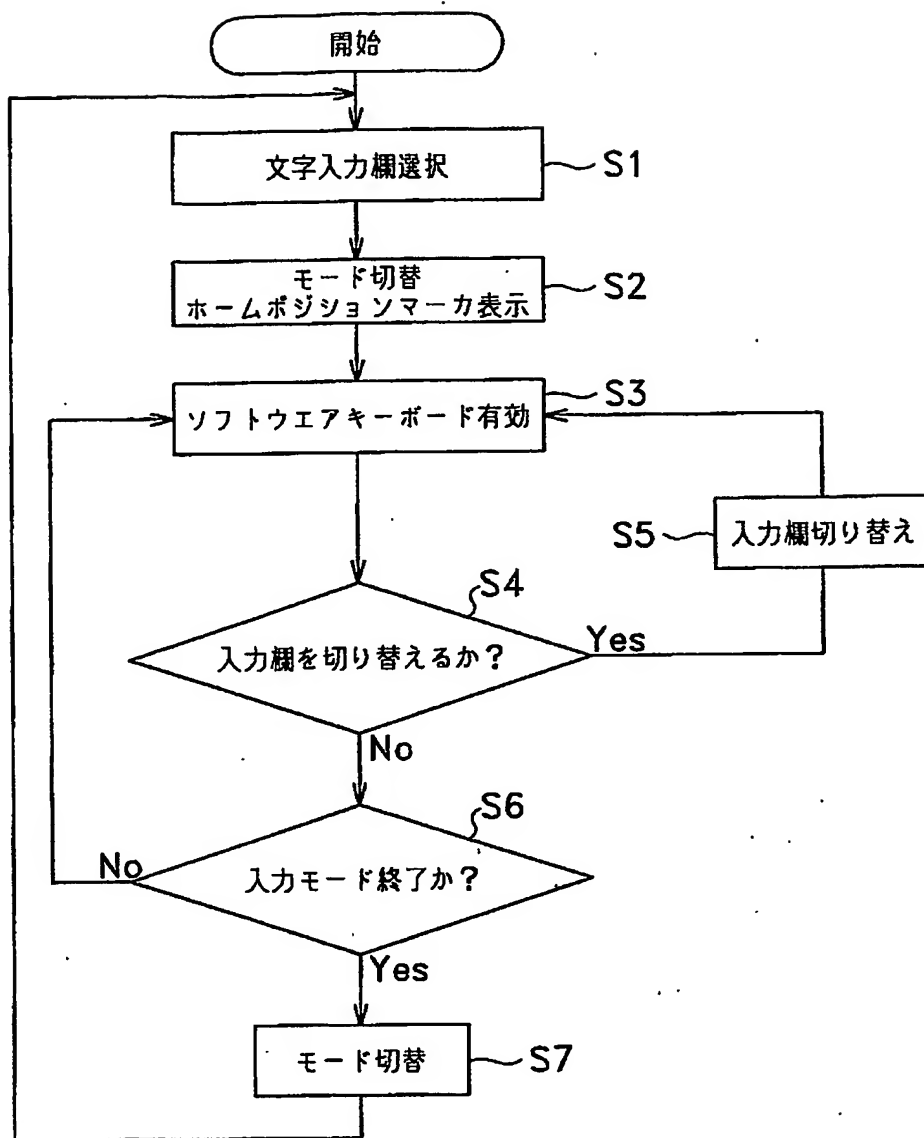 開始
文字入力欄選択
S1
モード切替
ホームポジションマーカ表示
S2
S3
ソフトウエアキーボード有効
S5
入力欄切り替え
S4
入力欄を切り替えるか？
Yes
No
S6
No
入力モード終了か？
Yes
モード切替
S7